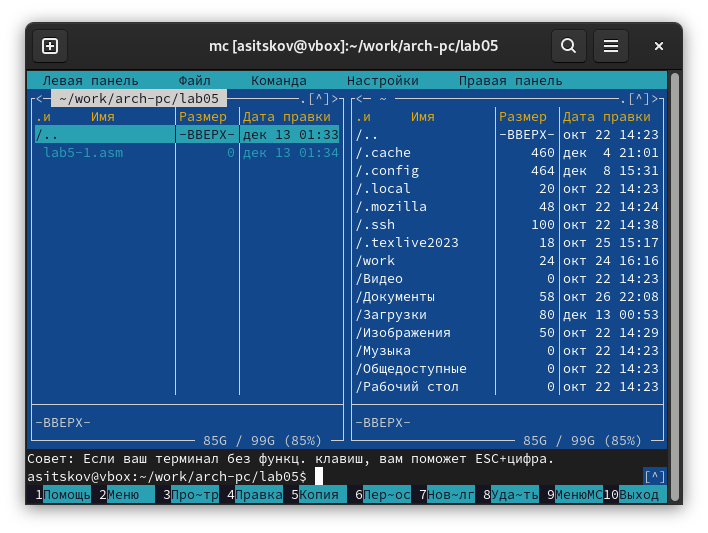 mc [asitskov@vbox]:~/work/arch-pc/lab05
Левая панель Файл Команда Настройки Правая панель
<─ ~/work/arch-pc/lab05 ─.[^]>
.и Имя Размер Дата правки
/.. -ВВЕРХ- дек 13 01:33
lab5-1.asm 0 дек 13 01:34
-ВВЕРХ-
85G / 99G (85%)
<─ ~ ─.[^]>
.и Имя Размер Дата правки
/.. -ВВЕРХ- окт 22 14:23
/.cache 460 дек 4 21:01
/.config 464 дек 8 15:31
/.local 20 окт 22 14:23
/.mozilla 48 окт 22 14:24
/.ssh 100 окт 22 14:38
/.texlive2023 18 окт 25 15:17
/work 24 окт 24 16:16
/Видео 0 окт 22 14:23
/Документы 58 окт 26 22:08
/Загрузки 80 дек 13 00:53
/Изображения 50 окт 22 14:29
/Музыка 0 окт 22 14:23
/Общедоступные 0 окт 22 14:23
/Рабочий стол 0 окт 22 14:23
-ВВЕРХ-
85G / 99G (85%)
Совет: Если ваш терминал без функц. клавиш, вам поможет ESC+цифра.
asitskov@vbox:~/work/arch-pc/lab05$ [^]
1Помощь 2Меню 3Про~тр 4Правка 5Копия 6Пер~ос 7Нов~лг 8Уда~ть 9МенюМС 10Выход